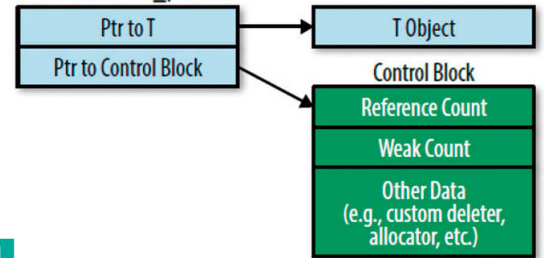 Ptr to T
T Object
Ptr to Control Block
Control Block
Reference Count
Weak Count
Other Data
(e.g., custom deleter,
allocator, etc.)